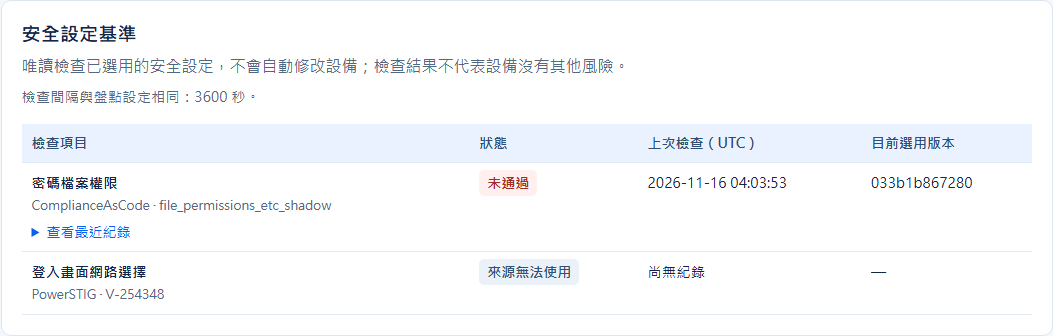 安全設定基準
唯讀檢查已選用的安全設定，不會自動修改設備；檢查結果不代表設備沒有其他風險。
檢查間隔與盤點設定相同：3600 秒。
檢查項目 狀態 上次檢查（UTC） 目前選用版本
密碼檔案權限 未通過 2026-11-16 04:03:53 033b1b867280
ComplianceAsCode · file_permissions_etc_shadow
▶ 查看最近紀錄
登入畫面網路選擇 來源無法使用 尚無紀錄 —
PowerSTIG · V-254348